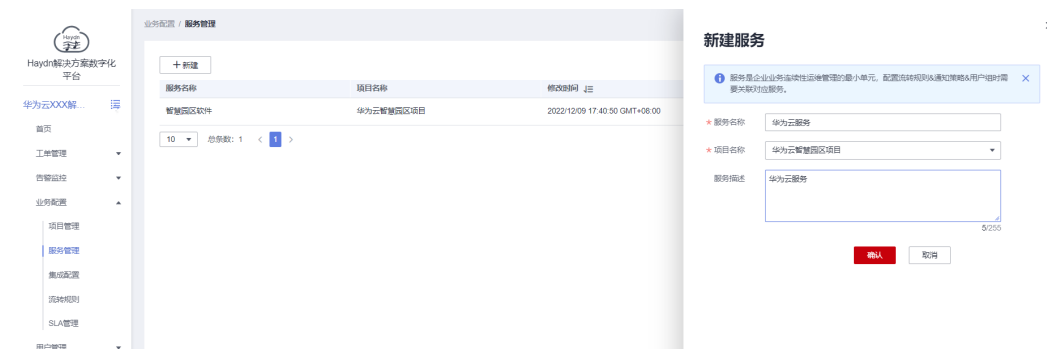 Haydn
Haydn解决方案数字化
平台
华为云XXX解...
首页
工单管理
告警监控
业务配置
项目管理
服务管理
集成配置
流转规则
SLA管理
用户管理
业务配置 / 服务管理
+ 新建
服务名称 项目名称 修改时间
智慧园区软件 华为云智慧园区项目 2022/12/09 17:40:50 GMT+08:00
10 总条数: 1 < 1 >
新建服务
服务是企业业务连续性运维管理的最小单元。配置流转规则&通知策略&用户组时需
要关联对应服务。
* 服务名称 华为云服务
* 项目名称 华为云智慧园区项目
服务描述 华为云服务
5/255
确认 取消